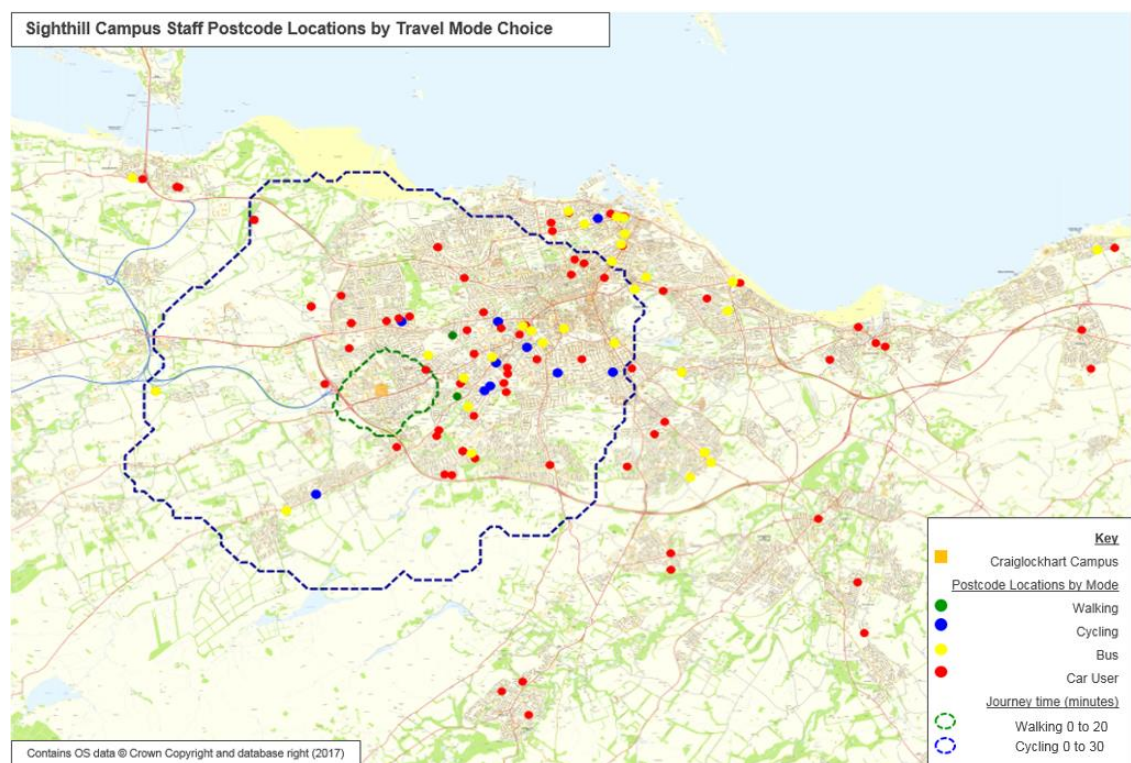 Sighthill Campus Staff Postcode Locations by Travel Mode Choice
Key
Craiglockhart Campus
Postcode Locations by Mode
Walking
Cycling
Bus
Car User
Journey time (minutes)
Walking 0 to 20
Cycling 0 to 30
Contains OS data © Crown Copyright and database right (2017)